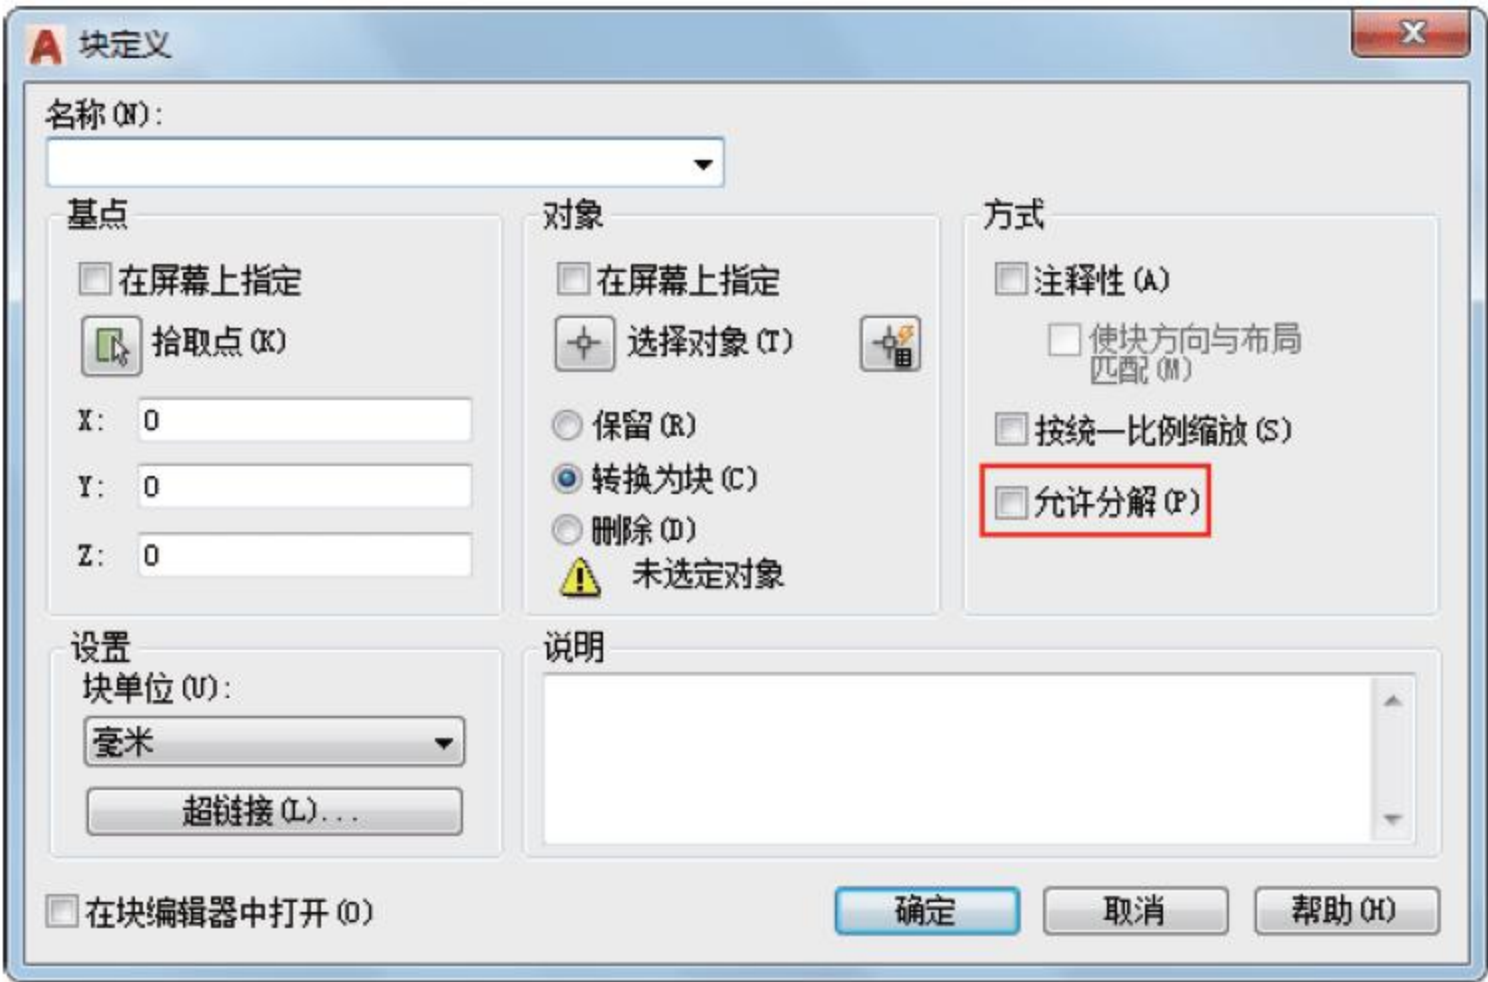 块定义
名称(N):
基点
在屏幕上指定
拾取点(K)
X: 0
Y: 0
Z: 0
对象
在屏幕上指定
选择对象(T)
保留(R)
转换为块(C)
删除(D)
未选定对象
方式
注释性(A)
使块方向与布局
匹配(M)
按统一比例缩放(S)
允许分解(P)
设置
块单位(U):
毫米
超链接(L)...
说明
在块编辑器中打开(O)
确定
取消
帮助(H)